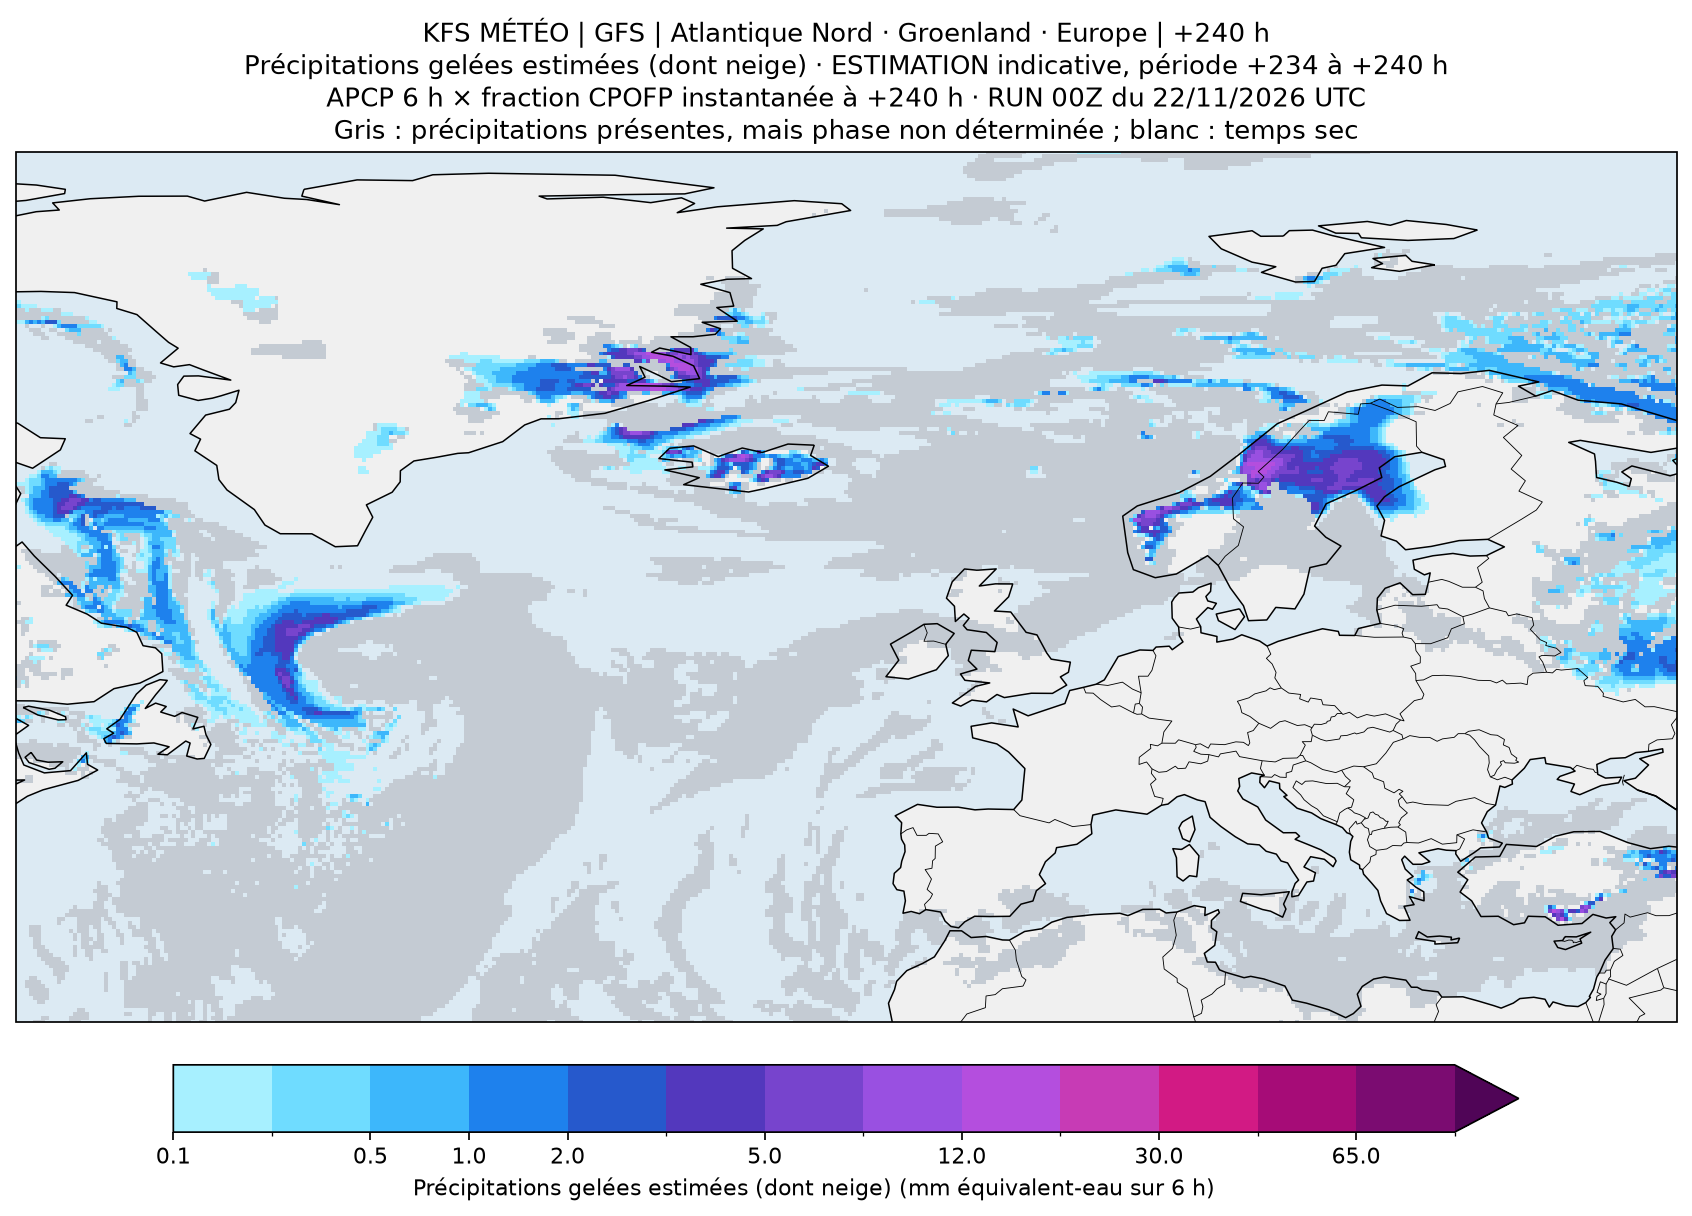 KFS MÉTÉO | GFS | Atlantique Nord · Groenland · Europe | +240 h
Précipitations gelées estimées (dont neige) · ESTIMATION indicative, période +234 à +240 h
APCP 6 h × fraction CPOFP instantanée à +240 h · RUN 00Z du 22/11/2026 UTC
Gris : précipitations présentes, mais phase non déterminée ; blanc : temps sec
0.1 0.5 1.0 2.0 5.0 12.0 30.0 65.0
Précipitations gelées estimées (dont neige) (mm équivalent-eau sur 6 h)